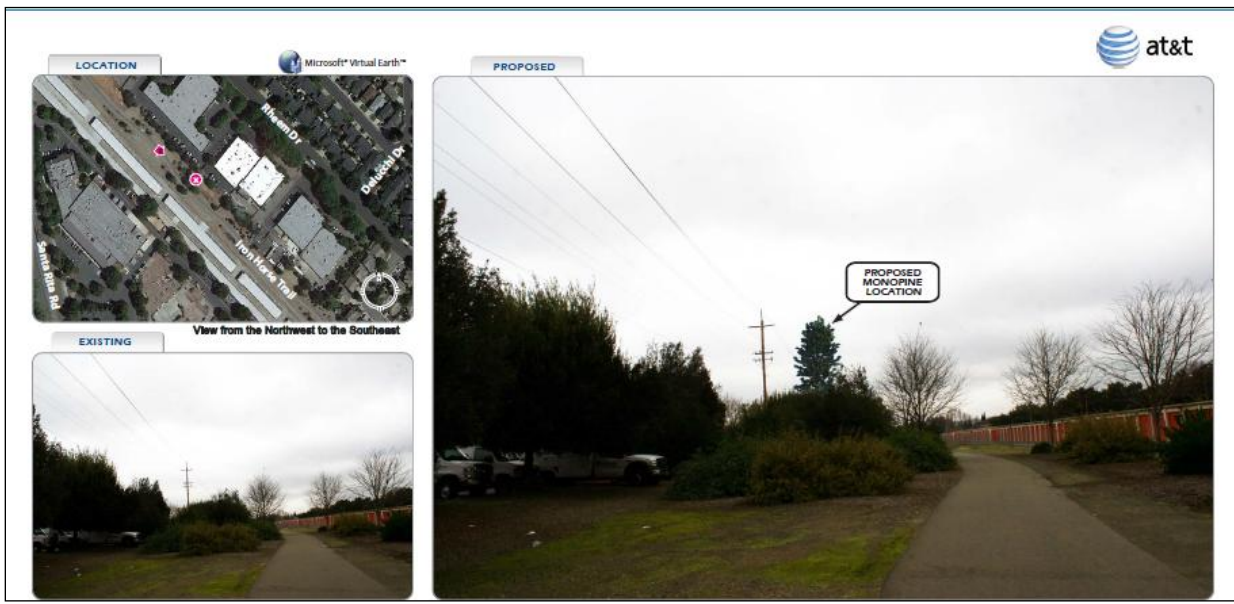 LOCATION
Microsoft® Virtual Earth™
Rheem Dr
Delucchi Dr
Iron Horse Trail
Santa Rita Rd
View from the Northwest to the Southeast
EXISTING
PROPOSED
at&t
PROPOSED
MONOPINE
LOCATION